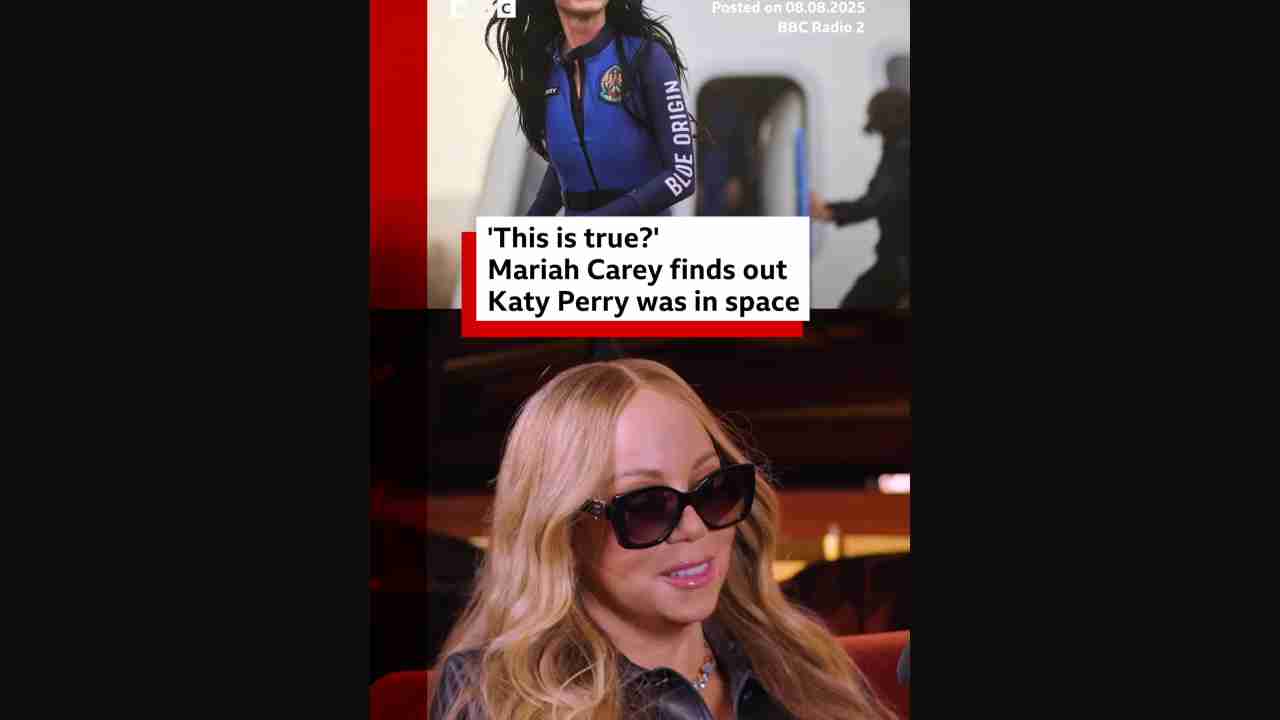 Posted on 08.08.2025
BBC Radio 2
BLUE ORIGIN
'This is true?'
Mariah Carey finds out
Katy Perry was in space